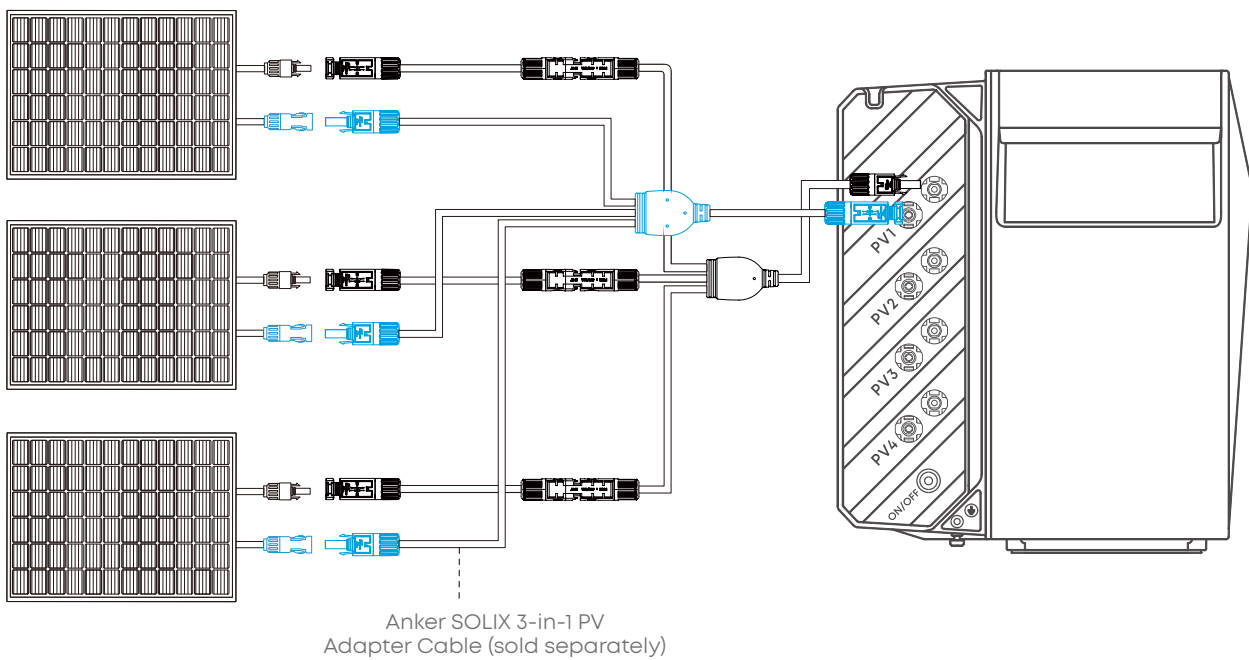 PV1
PV2
PV3
PV4
ON/OFF
Anker SOLIX 3-in-1 PV
Adapter Cable (sold separately)